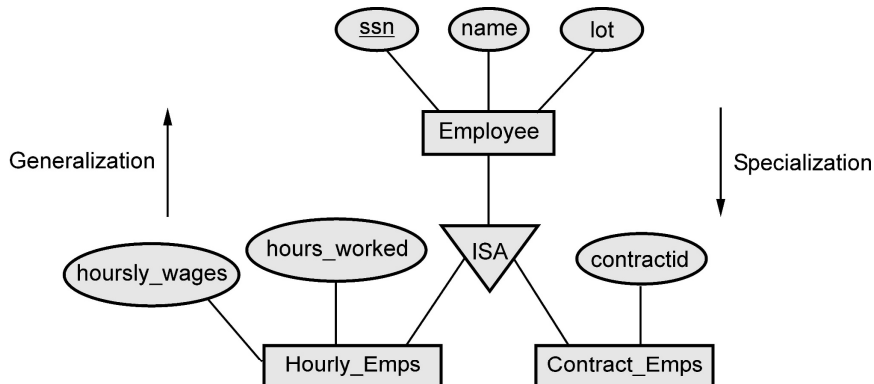 ssn
name
lot
Employee
Generalization
Specialization
ISA
hoursly_wages
hours_worked
contractid
Hourly_Emps
Contract_Emps